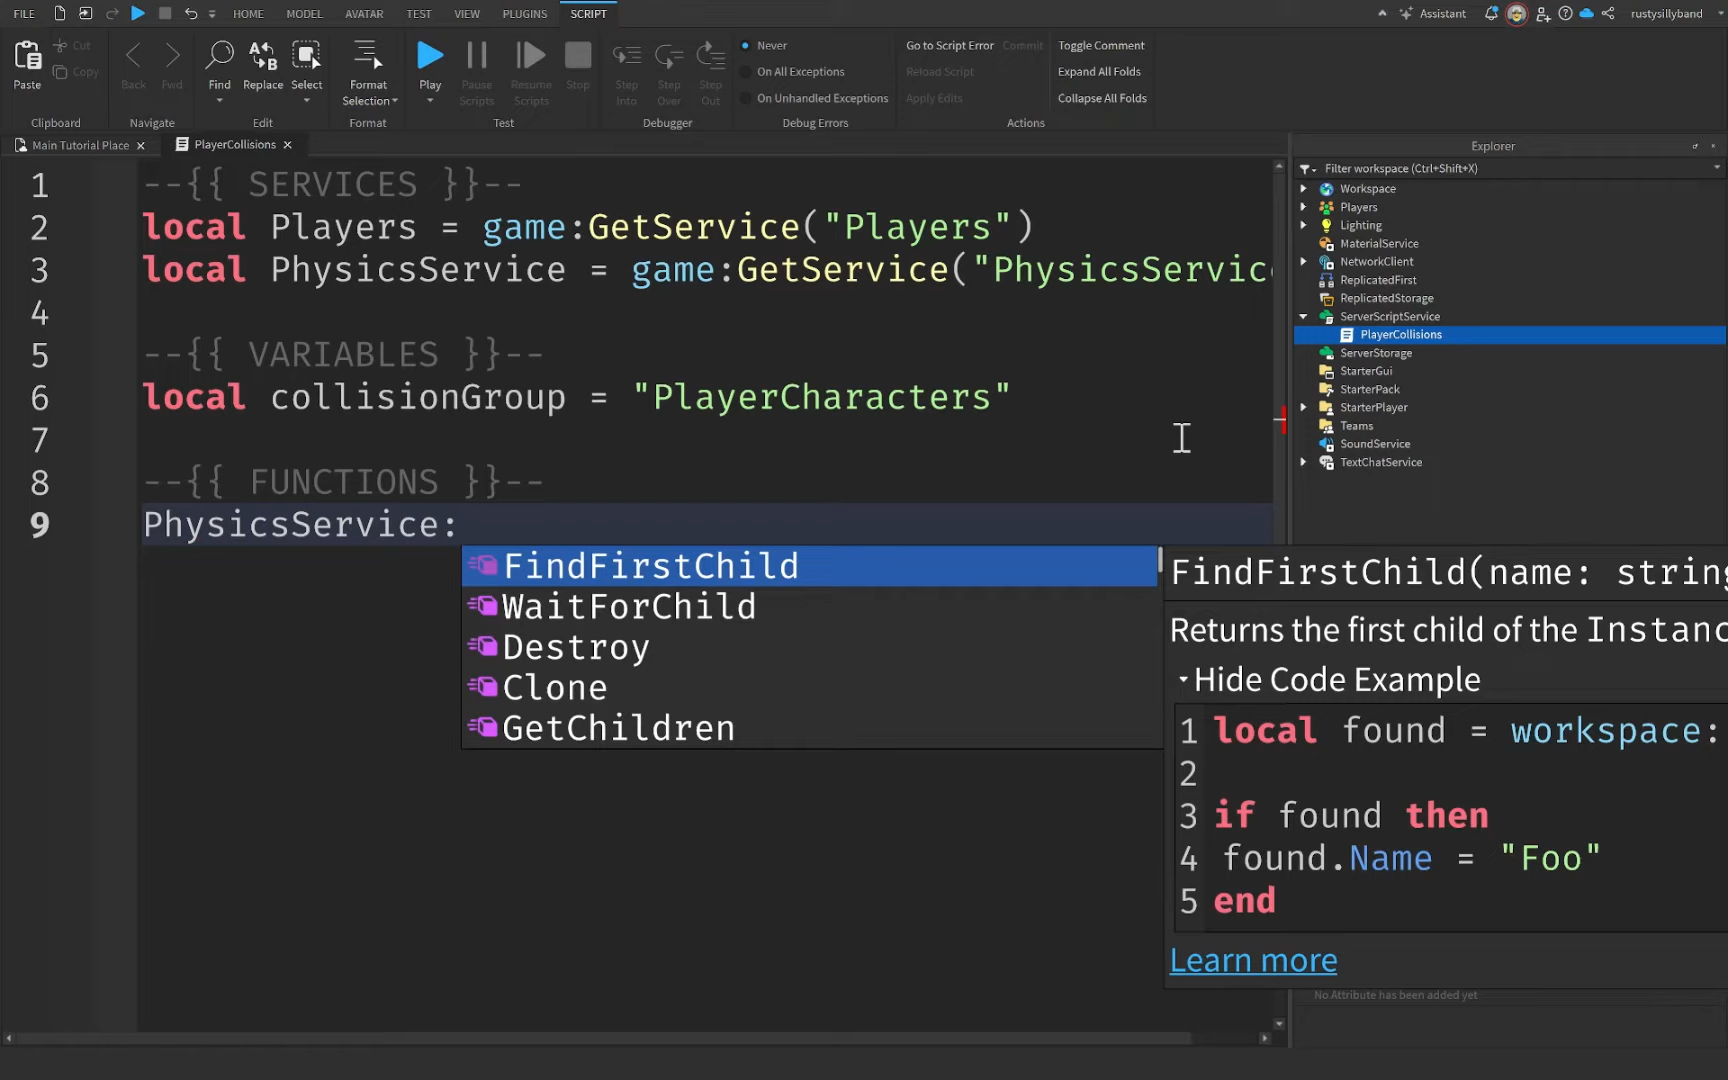 FILE HOME MODEL AVATAR TEST VIEW PLUGINS SCRIPT Assistant rustysillyband
Paste Cut Copy Back Fwd Find Replace Select Format Selection Play Pause Scripts Resume Scripts Stop Step Into Step Over Step Out Never On All Exceptions On Unhandled Exceptions Go to Script Error Commit Reload Script Apply Edits Toggle Comment Expand All Folds Collapse All Folds
Clipboard Navigate Edit Format Test Debugger Debug Errors Actions
Main Tutorial Place PlayerCollisions
1 --{{ SERVICES }}--
2 local Players = game:GetService("Players")
3 local PhysicsService = game:GetService("PhysicsService
4
5 --{{ VARIABLES }}--
6 local collisionGroup = "PlayerCharacters"
7
8 --{{ FUNCTIONS }}--
9 PhysicsService:
FindFirstChild
WaitForChild
Destroy
Clone
GetChildren
FindFirstChild(name: string
Returns the first child of the Instanc
Hide Code Example
1 local found = workspace:
2
3 if found then
4 found.Name = "Foo"
5 end
Learn more
Explorer
Filter workspace (Ctrl+Shift+X)
Workspace
Players
Lighting
MaterialService
NetworkClient
ReplicatedFirst
ReplicatedStorage
ServerScriptService
PlayerCollisions
ServerStorage
StarterGui
StarterPack
StarterPlayer
Teams
SoundService
TextChatService
No Attribute has been added yet